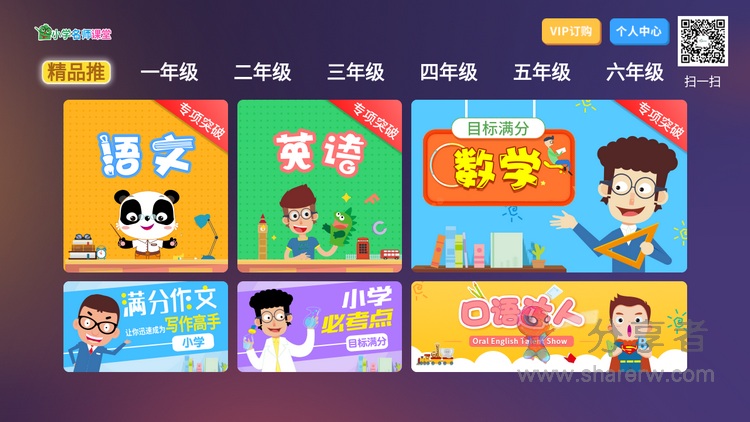 小学名师课堂
VIP订购
个人中心
精品推
一年级
二年级
三年级
四年级
五年级
六年级
扫一扫
专项突破
语文
专项突破
英语
专项突破
目标满分
数学
满分作文
让你迅速成为写作高手
小学
小学
必考点
目标满分
口语达人
Oral English Talent Show
分享者
www.sharerw.com